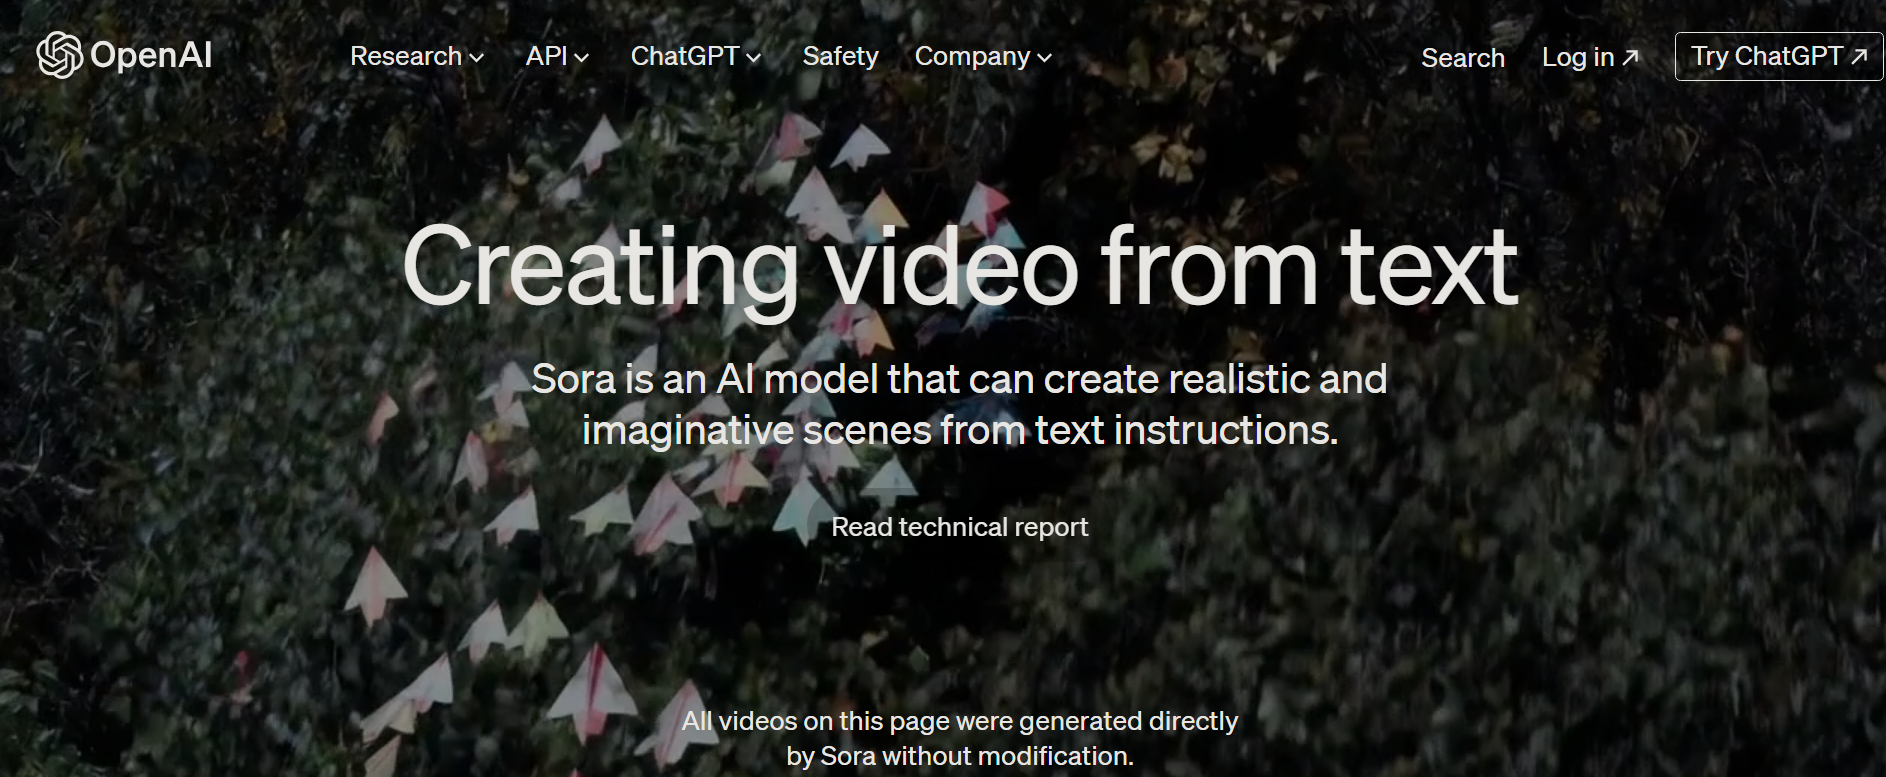 OpenAI Research API ChatGPT Safety Company Search Log in Try ChatGPT
Creating video from text
Sora is an AI model that can create realistic and
imaginative scenes from text instructions.
Read technical report
All videos on this page were generated directly
by Sora without modification.